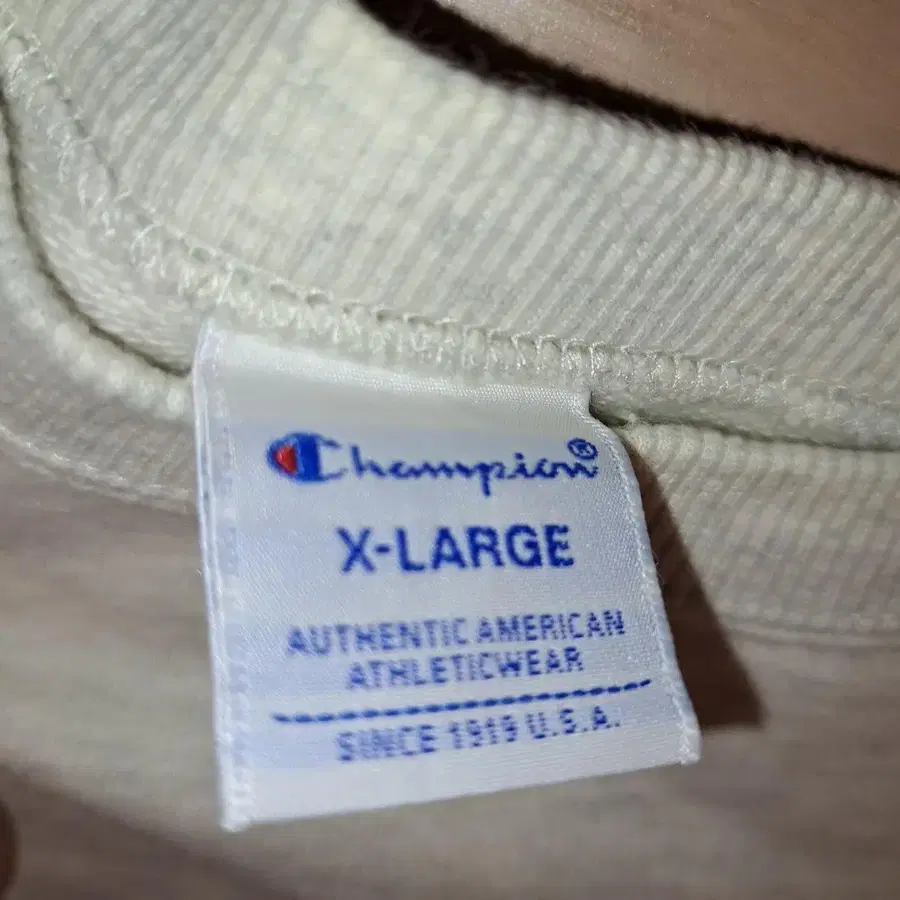 Champion®
X-LARGE
AUTHENTIC AMERICAN
ATHLETICWEAR
SINCE 1919 U.S.A.